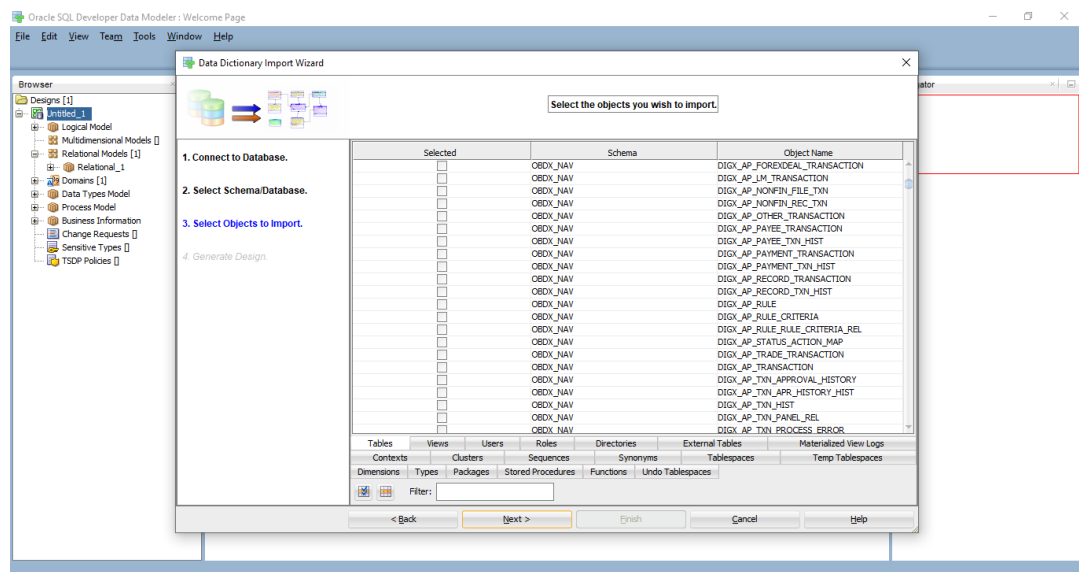 Oracle SQL Developer Data Modeler : Welcome Page
File Edit View Team Tools Window Help
Data Dictionary Import Wizard
Browser
Designs [1]
Untitled_1
Logical Model
Multidimensional Models []
Relational Models [1]
Relational_1
Domains [1]
Data Types Model
Process Model
Business Information
Change Requests []
Sensitive Types []
TSDP Policies []
Select the objects you wish to import.
1. Connect to Database.
2. Select Schema/Database.
3. Select Objects to Import.
4. Generate Design.
Selected Schema Object Name
OBDX_NAV DIGX_AP_FOREXDEAL_TRANSACTION
OBDX_NAV DIGX_AP_LM_TRANSACTION
OBDX_NAV DIGX_AP_NONFIN_FILE_TXN
OBDX_NAV DIGX_AP_NONFIN_REC_TXN
OBDX_NAV DIGX_AP_OTHER_TRANSACTION
OBDX_NAV DIGX_AP_PAYEE_TRANSACTION
OBDX_NAV DIGX_AP_PAYEE_TXN_HIST
OBDX_NAV DIGX_AP_PAYMENT_TRANSACTION
OBDX_NAV DIGX_AP_PAYMENT_TXN_HIST
OBDX_NAV DIGX_AP_RECORD_TRANSACTION
OBDX_NAV DIGX_AP_RECORD_TXN_HIST
OBDX_NAV DIGX_AP_RULE
OBDX_NAV DIGX_AP_RULE_CRITERIA
OBDX_NAV DIGX_AP_RULE_RULE_CRITERIA_REL
OBDX_NAV DIGX_AP_STATUS_ACTION_MAP
OBDX_NAV DIGX_AP_TRADE_TRANSACTION
OBDX_NAV DIGX_AP_TRANSACTION
OBDX_NAV DIGX_AP_TXN_APPROVAL_HISTORY
OBDX_NAV DIGX_AP_TXN_APR_HISTORY_HIST
OBDX_NAV DIGX_AP_TXN_HIST
OBDX_NAV DIGX_AP_TXN_PANEL_REL
OBDX_NAV DIGX_AP_TXN_PROCESS_ERROR
Tables Views Users Roles Directories External Tables Materialized View Logs
Contexts Clusters Sequences Synonyms Tablespaces Temp Tablespaces
Dimensions Types Packages Stored Procedures Functions Undo Tablespaces
Filter:
< Back Next > Finish Cancel Help